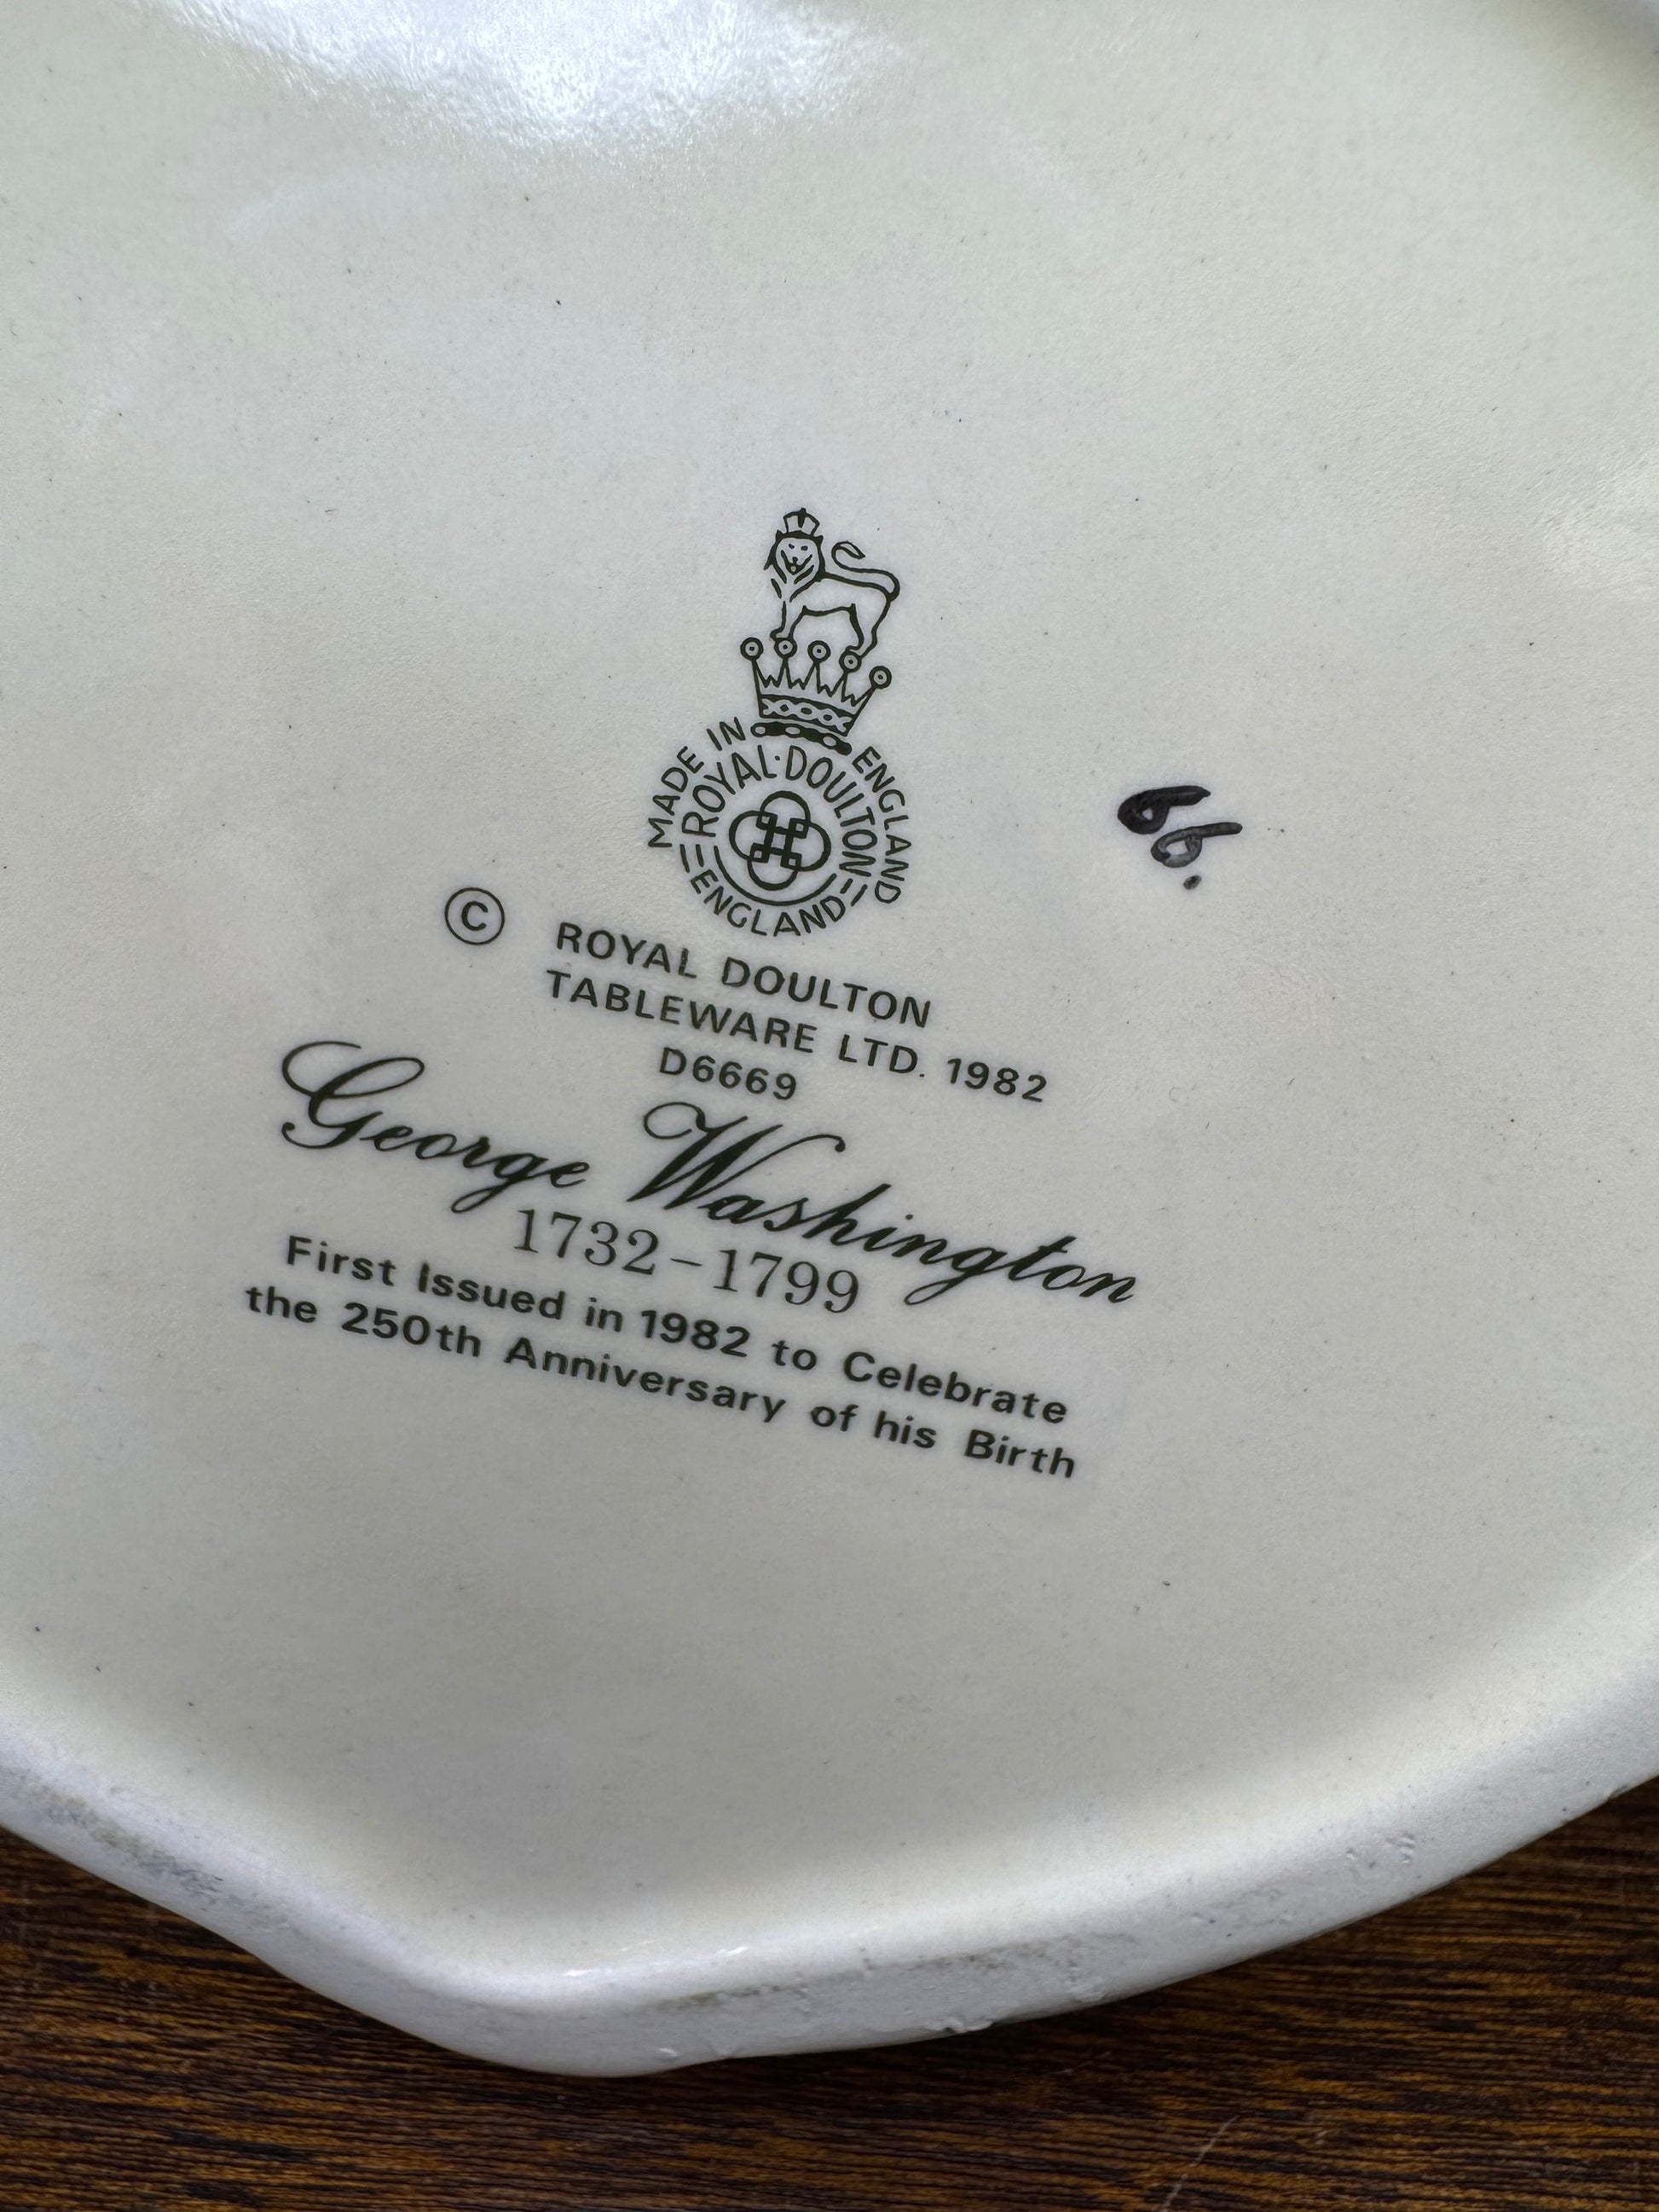 MADE IN ENGLAND
ROYAL·DOULTON
ENGLAND
© ROYAL DOULTON
TABLEWARE LTD. 1982
D6669
George Washington
1732–1799
First Issued in 1982 to Celebrate
the 250th Anniversary of his Birth